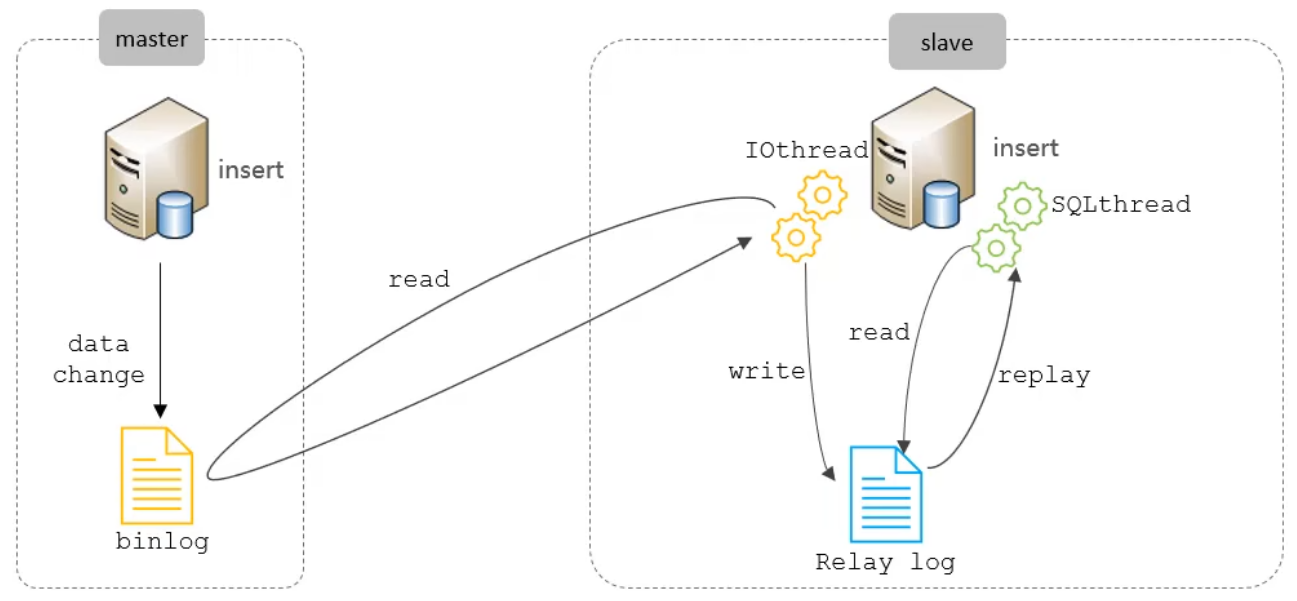 master
slave
insert
IOthread
insert
SQLthread
read
data
change
read
write
replay
binlog
Relay log